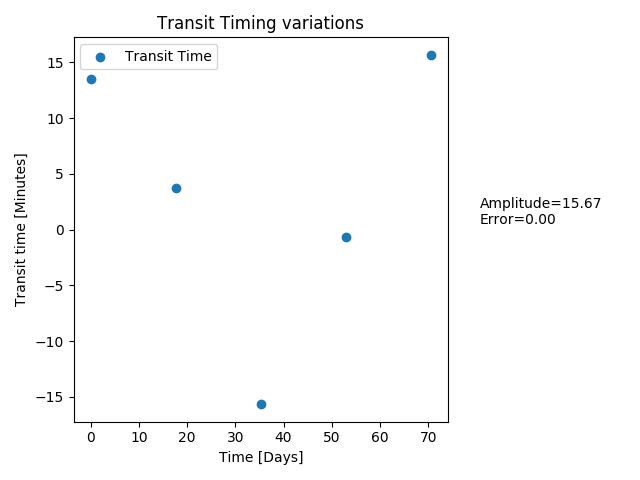 Transit Timing variations
Transit Time
Transit time [Minutes]
15
10
5
0
−5
−10
−15
0 10 20 30 40 50 60 70
Time [Days]
Amplitude=15.67
Error=0.00